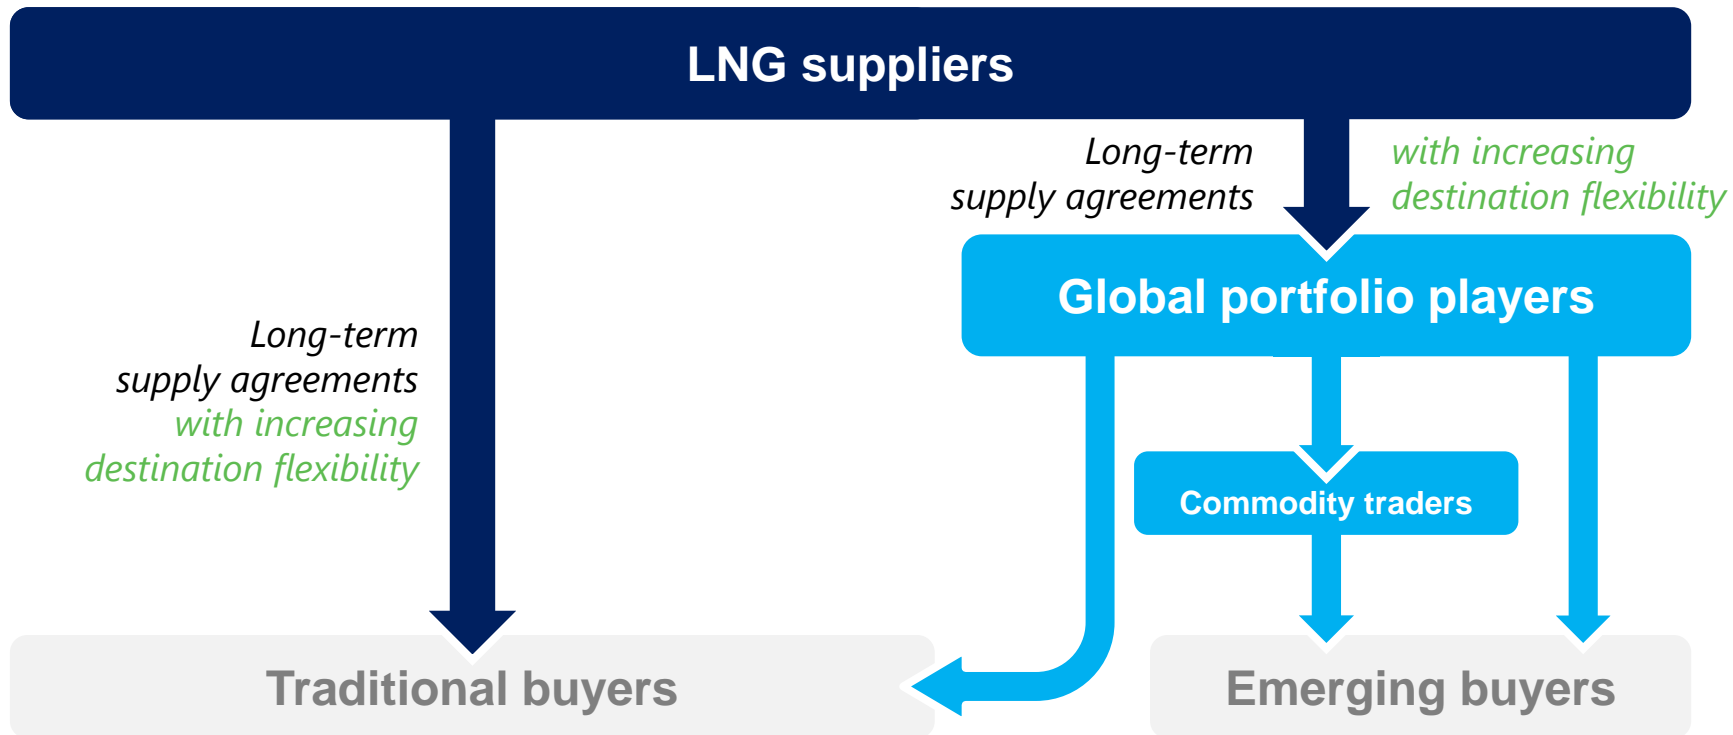 LNG suppliers
Long-term
supply agreements
with increasing
destination flexibility
Global portfolio players
Long-term
supply agreements
with increasing
destination flexibility
Commodity traders
Traditional buyers
Emerging buyers